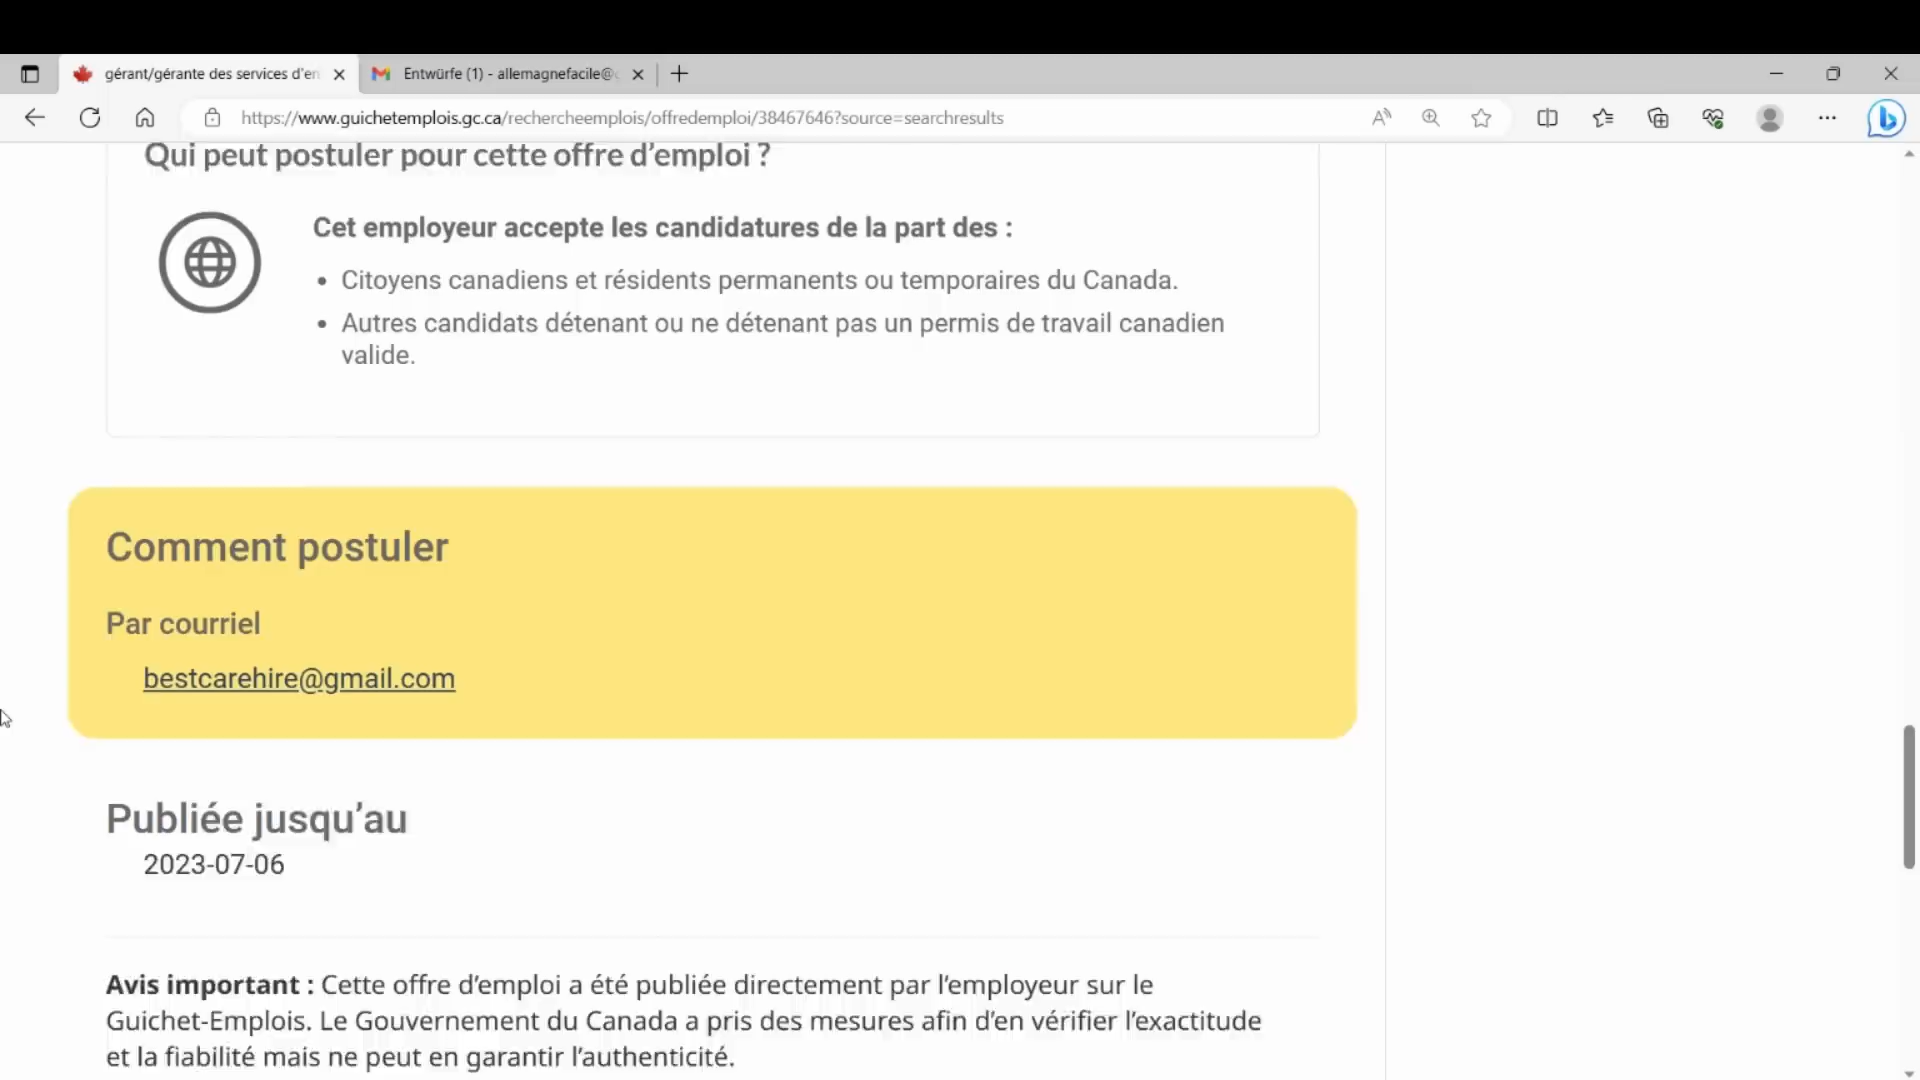 gérant/gérante des services d'en
Entwürfe (1) - allemagnefacile@
https://www.guichetemplois.gc.ca/rechercheemplois/offredemploi/38467646?source=searchresults
Qui peut postuler pour cette offre d’emploi ?
Cet employeur accepte les candidatures de la part des :
• Citoyens canadiens et résidents permanents ou temporaires du Canada.
• Autres candidats détenant ou ne détenant pas un permis de travail canadien
valide.
Comment postuler
Par courriel
bestcarehire@gmail.com
Publiée jusqu’au
2023-07-06
Avis important : Cette offre d’emploi a été publiée directement par l’employeur sur le
Guichet-Emplois. Le Gouvernement du Canada a pris des mesures afin d’en vérifier l’exactitude
et la fiabilité mais ne peut en garantir l’authenticité.